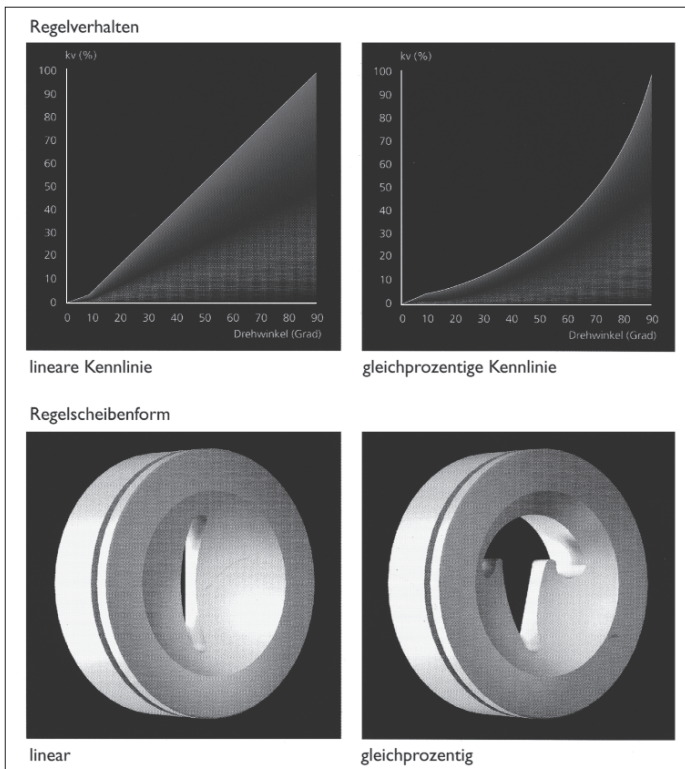 Regelverhalten
kv (%)
100
90
80
70
60
50
40
30
20
10
0
0 10 20 30 40 50 60 70 80 90
Drehwinkel (Grad)
lineare Kennlinie
kv (%)
100
90
80
70
60
50
40
30
20
10
0
0 10 20 30 40 50 60 70 80 90
Drehwinkel (Grad)
gleichprozentige Kennlinie
Regelscheibenform
linear
gleichprozentig